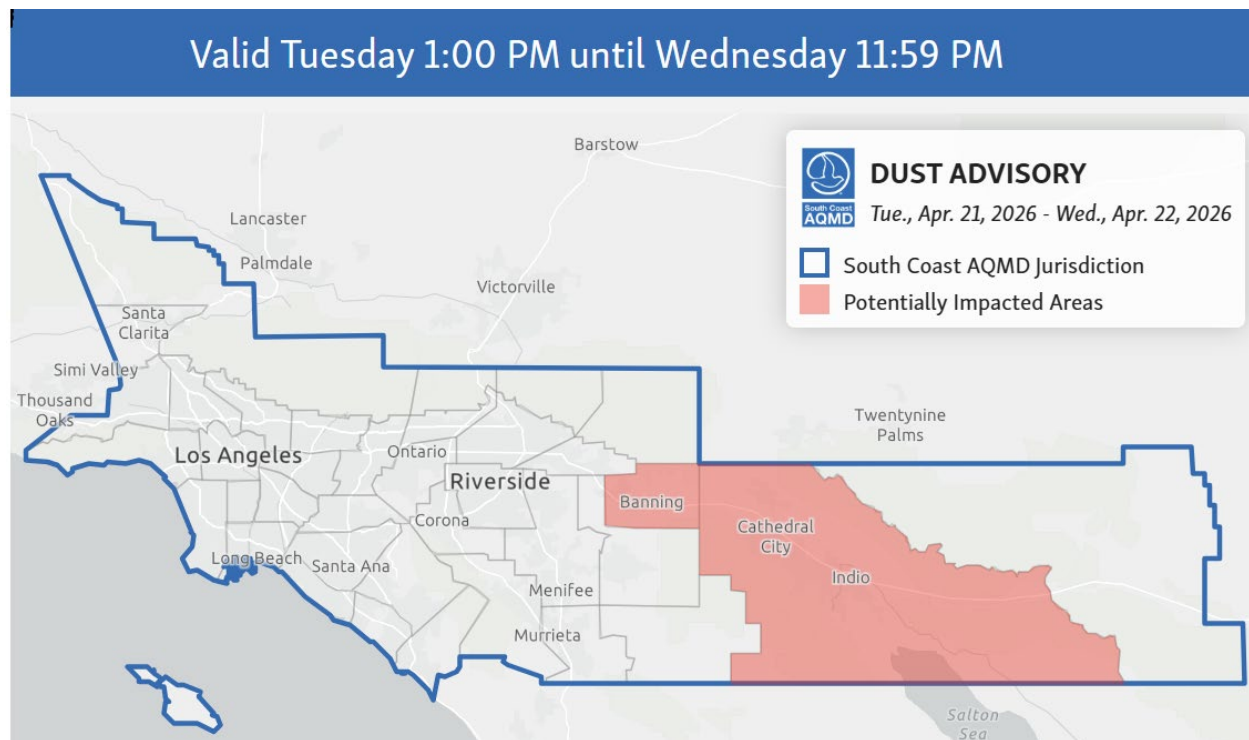 Valid Tuesday 1:00 PM until Wednesday 11:59 PM
DUST ADVISORY
Tue., Apr. 21, 2026 - Wed., Apr. 22, 2026
South Coast
AQMD
South Coast AQMD Jurisdiction
Potentially Impacted Areas
Barstow
Lancaster
Palmdale
Victorville
Santa
Clarita
Simi Valley
Thousand
Oaks
Twentynine
Palms
Los Angeles
Ontario
Riverside
Banning
Corona
Cathedral
City
Long Beach
Santa Ana
Indio
Menifee
Murrieta
Salton
Sea